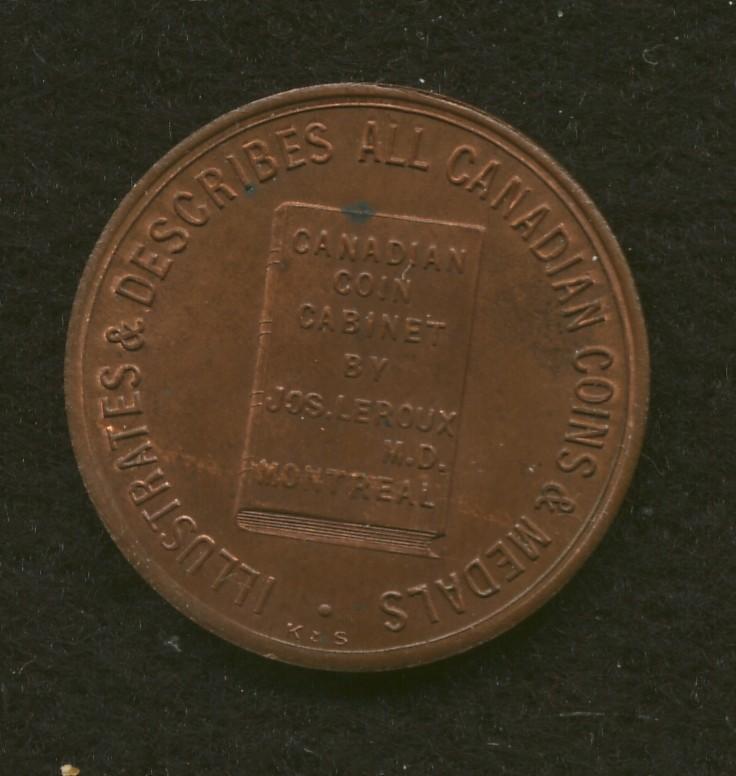 ILLUSTRATES & DESCRIBES ALL CANADIAN COINS & MEDALS
CANADIAN
COIN
CABINET
BY
JOS. LEROUX
M.D.
MONTREAL
K & S